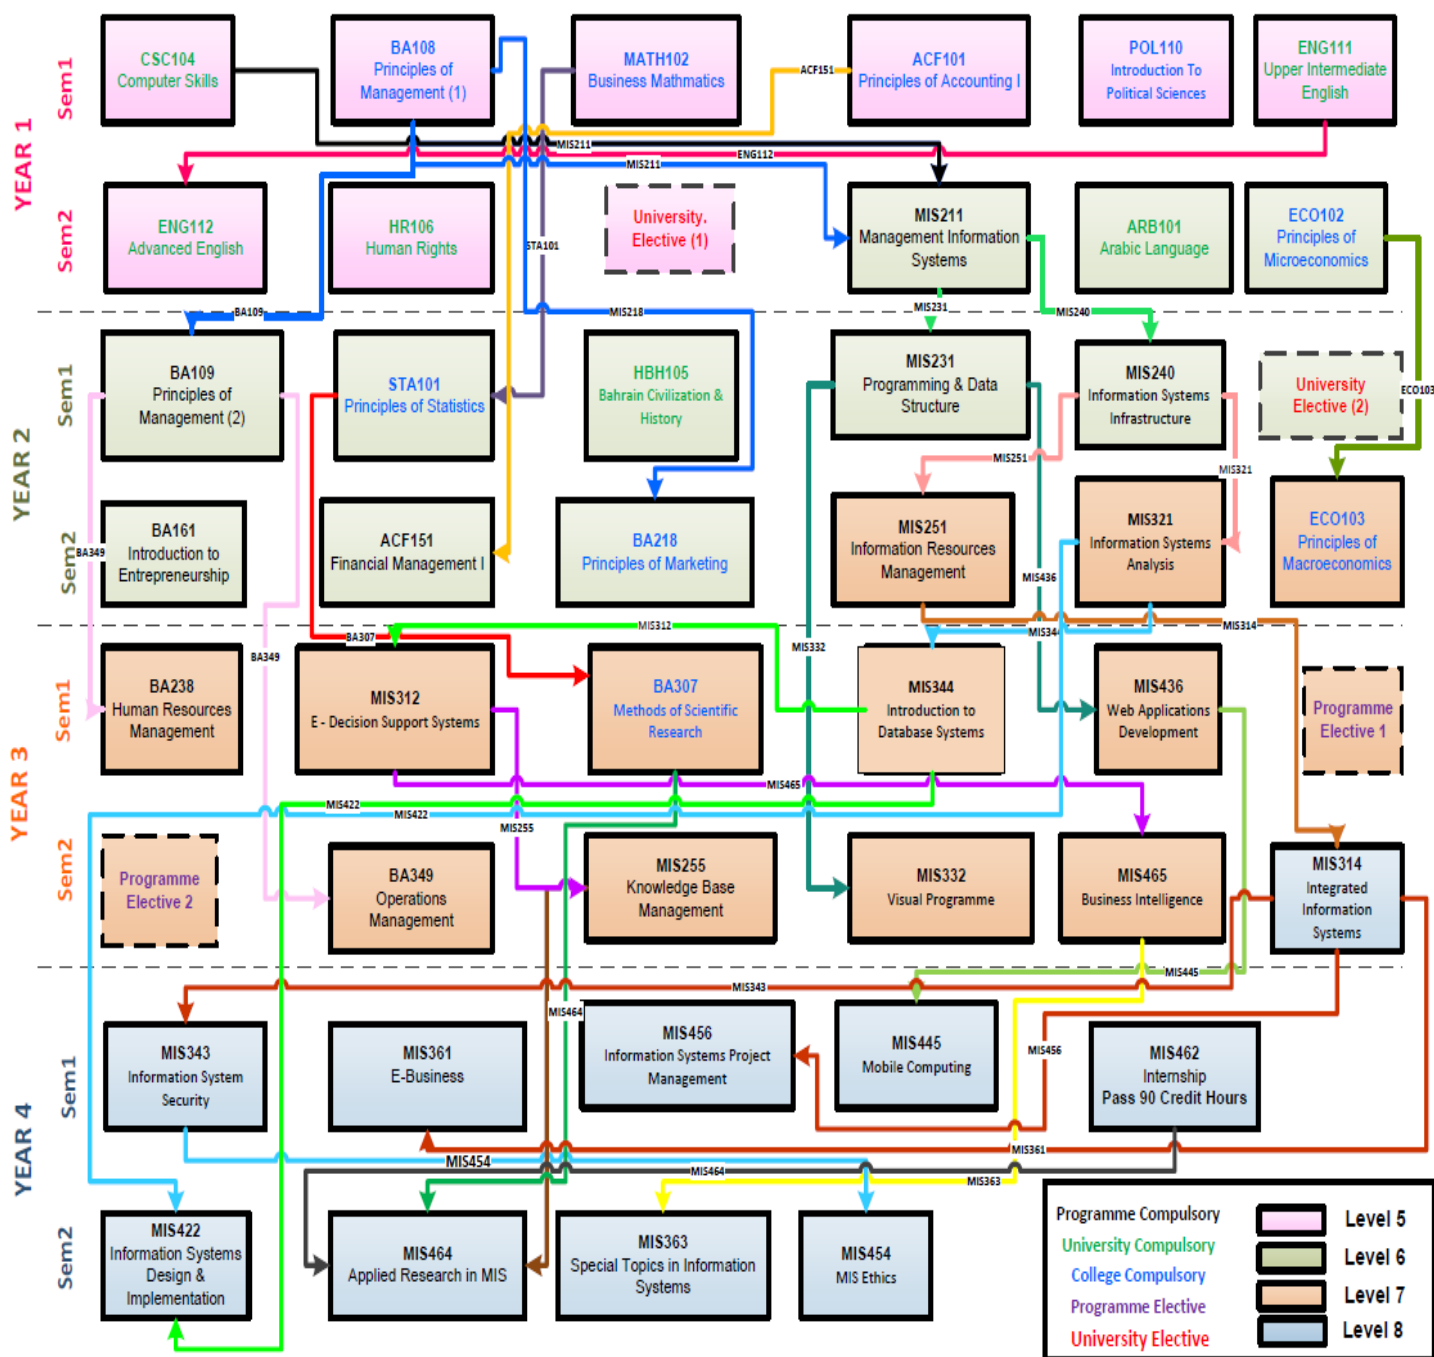 YEAR 1
Sem1
CSC104
Computer Skills
BA108
Principles of
Management (1)
MATH102
Business Mathmatics
ACF151
ACF101
Principles of Accounting I
POL110
Introduction To
Political Sciences
ENG111
Upper Intermediate
English
MIS211
ENG112
MIS211
Sem2
ENG112
Advanced English
HR106
Human Rights
STA101
University.
Elective (1)
MIS211
Management Information
Systems
ARB101
Arabic Language
ECO102
Principles of
Microeconomics
BA109
MIS218
MIS231
MIS240
YEAR 2
Sem1
BA109
Principles of
Management (2)
STA101
Principles of Statistics
HBH105
Bahrain Civilization &
History
MIS231
Programming & Data
Structure
MIS240
Information Systems
Infrastructure
University
Elective (2)
ECO103
MIS251
MIS321
Sem2
BA349
BA161
Introduction to
Entrepreneurship
ACF151
Financial Management I
BA218
Principles of Marketing
MIS251
Information Resources
Management
MIS436
MIS321
Information Systems
Analysis
ECO103
Principles of
Macroeconomics
BA307
MIS312
MIS344
MIS314
BA349
MIS332
YEAR 3
Sem1
BA238
Human Resources
Management
MIS312
E - Decision Support Systems
BA307
Methods of Scientific
Research
MIS344
Introduction to
Database Systems
MIS436
Web Applications
Development
Programme
Elective 1
MIS465
MIS422
MIS422
MIS255
Sem2
Programme
Elective 2
BA349
Operations
Management
MIS255
Knowledge Base
Management
MIS332
Visual Programme
MIS465
Business Intelligence
MIS314
Integrated
Information
Systems
MIS445
MIS343
MIS464
MIS456
YEAR 4
Sem1
MIS343
Information System
Security
MIS361
E-Business
MIS456
Information Systems Project
Management
MIS445
Mobile Computing
MIS462
Internship
Pass 90 Credit Hours
MIS361
MIS454
MIS464
MIS363
Sem2
MIS422
Information Systems
Design &
Implementation
MIS464
Applied Research in MIS
MIS363
Special Topics in Information
Systems
MIS454
MIS Ethics
Programme Compulsory
University Compulsory
College Compulsory
Programme Elective
University Elective
Level 5
Level 6
Level 7
Level 8